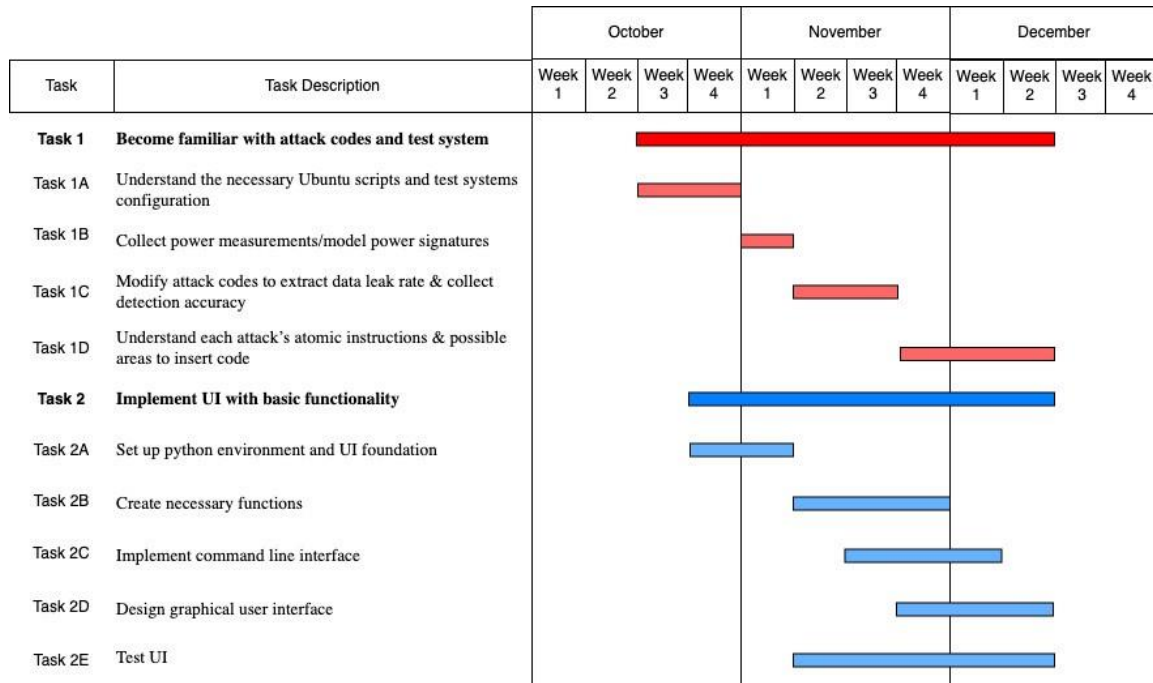 October November December
Task Task Description Week 1 Week 2 Week 3 Week 4 Week 1 Week 2 Week 3 Week 4 Week 1 Week 2 Week 3 Week 4
Task 1 Become familiar with attack codes and test system
Task 1A Understand the necessary Ubuntu scripts and test systems
configuration
Task 1B Collect power measurements/model power signatures
Task 1C Modify attack codes to extract data leak rate & collect
detection accuracy
Task 1D Understand each attack’s atomic instructions & possible
areas to insert code
Task 2 Implement UI with basic functionality
Task 2A Set up python environment and UI foundation
Task 2B Create necessary functions
Task 2C Implement command line interface
Task 2D Design graphical user interface
Task 2E Test UI